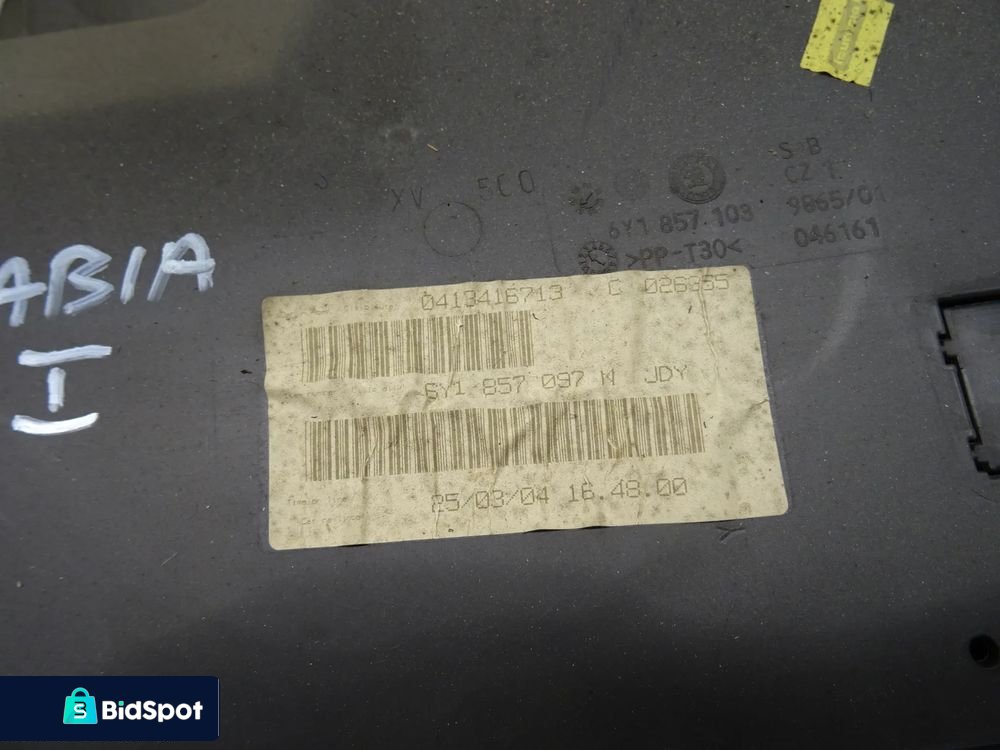 S B
CZ 1.
XV 5C0
6Y1 857 103 9865/01
>PP-T30< 046161
ABIA
I
0413416713 C 026355
6Y1 857 097 N JDY
25/03/04 16.48.00
BidSpot